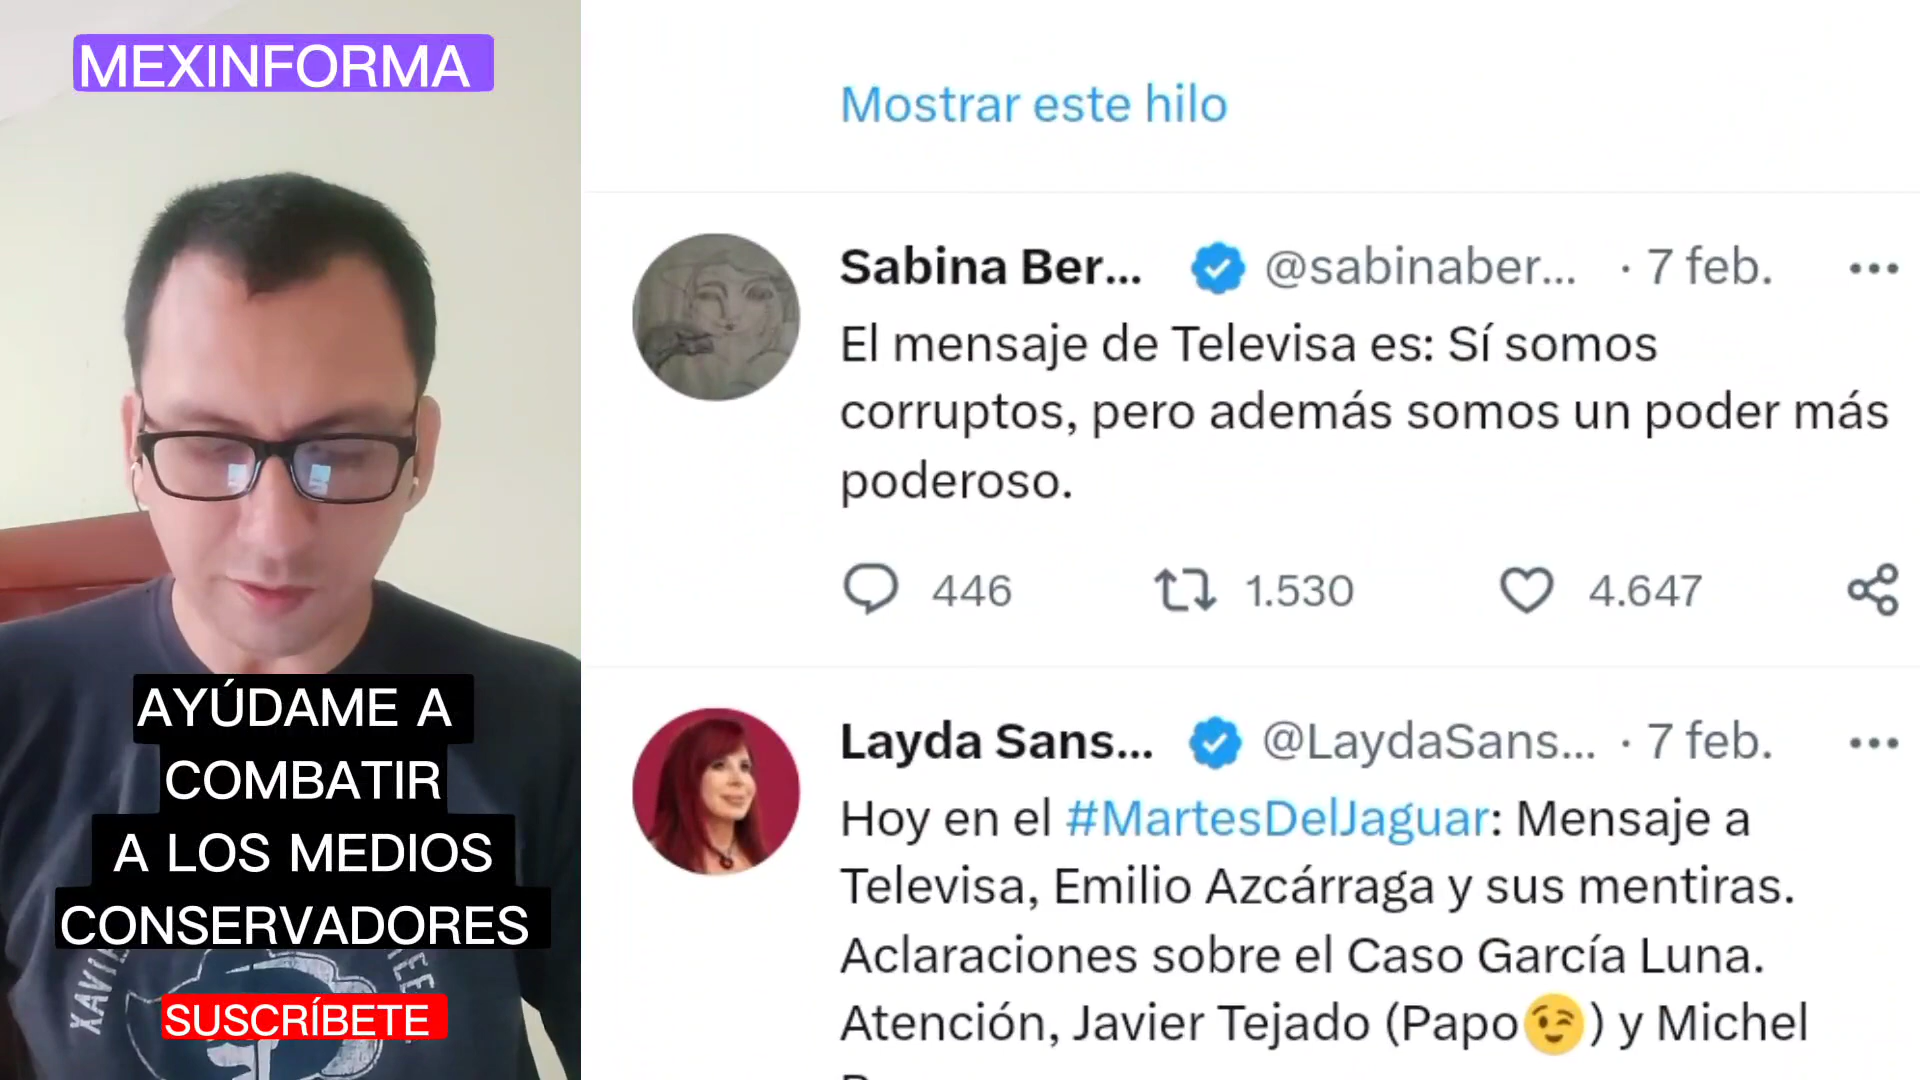 MEXINFORMA
AYÚDAME A
COMBATIR
A LOS MEDIOS
CONSERVADORES
SUSCRÍBETE
Mostrar este hilo
Sabina Ber... @sabinaber... · 7 feb.
El mensaje de Televisa es: Sí somos
corruptos, pero además somos un poder más
poderoso.
446 1.530 4.647
Layda Sans... @LaydaSans... · 7 feb.
Hoy en el #MartesDelJaguar: Mensaje a
Televisa, Emilio Azcárraga y sus mentiras.
Aclaraciones sobre el Caso García Luna.
Atención, Javier Tejado (Papo😉) y Michel